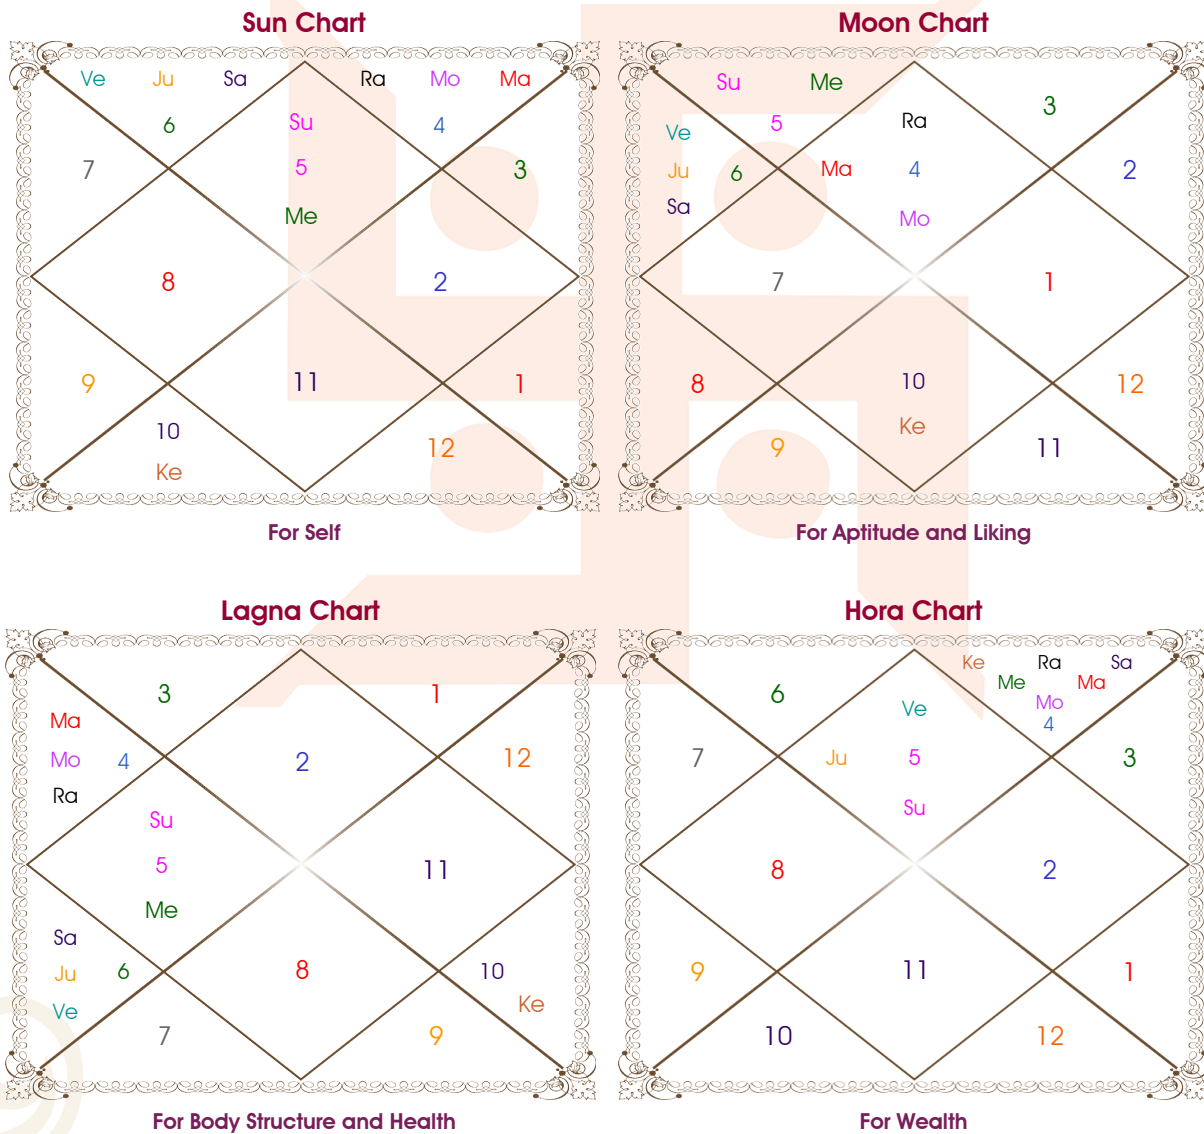 Sun Chart
Ve Ju Sa Ra Mo Ma
6 Su 4
7 5 3
Me
8 2
9 11 1
10 12
Ke
For Self
Moon Chart
Su Me 3
Ve 5 Ra
Ju 6 Ma 4 2
Sa Mo
7 1
8 10 12
9 Ke 11
For Aptitude and Liking
Lagna Chart
3 1
Ma
Mo 4 2 12
Ra
Su
5 11
Me
Sa
Ju 6 8 10
Ve Ke
7 9
For Body Structure and Health
Hora Chart
Ke Ra Sa
Me Ma
6 Ve Mo
4
7 Ju 5 3
Su
8 2
9 11 1
10 12
For Wealth